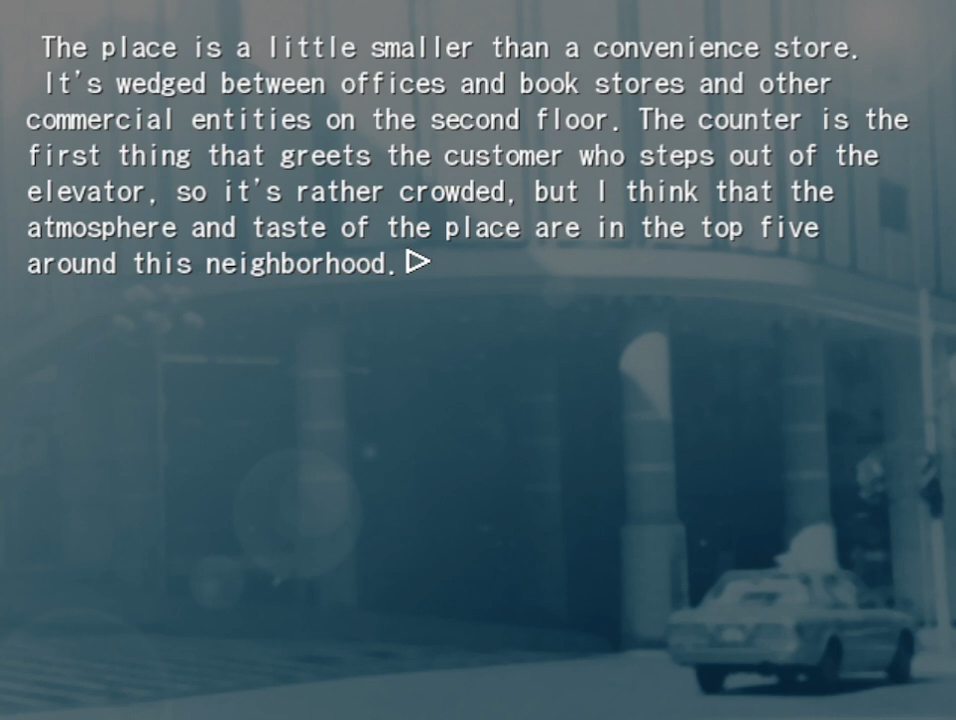 The place is a little smaller than a convenience store.
It's wedged between offices and book stores and other
commercial entities on the second floor. The counter is the
first thing that greets the customer who steps out of the
elevator, so it's rather crowded, but I think that the
atmosphere and taste of the place are in the top five
around this neighborhood.